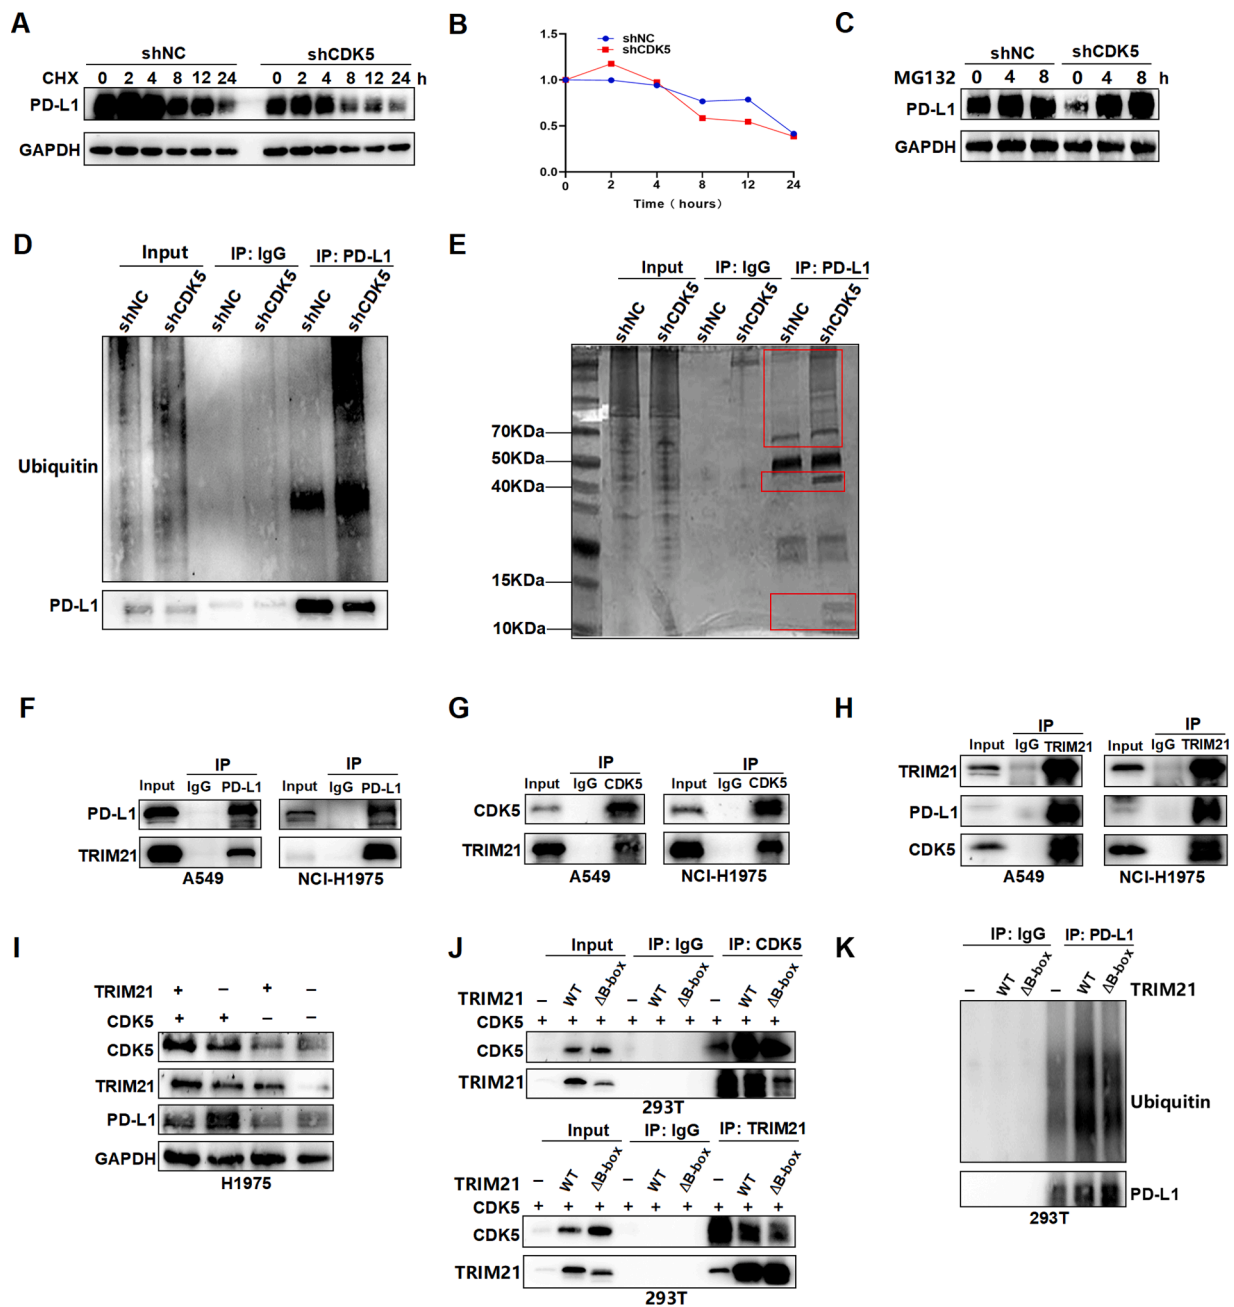 A
shNC shCDK5
CHX 0 2 4 8 12 24 0 2 4 8 12 24 h
PD-L1
GAPDH
B
1.5
1.0
0.5
0.0
shNC
shCDK5
0 2 4 8 12 24
Time ( hours)
C
shNC shCDK5
MG132 0 4 8 0 4 8 h
PD-L1
GAPDH
D
Input IP: IgG IP: PD-L1
shNC shCDK5 shNC shCDK5 shNC shCDK5
Ubiquitin
PD-L1
E
Input IP: IgG IP: PD-L1
shNC shCDK5 shNC shCDK5 shNC shCDK5
70KDa
50KDa
40KDa
15KDa
10KDa
F
IP IP
Input IgG PD-L1 Input IgG PD-L1
PD-L1
TRIM21
A549 NCI-H1975
G
IP IP
Input IgG CDK5 Input IgG CDK5
CDK5
TRIM21
A549 NCI-H1975
H
IP IP
Input IgG TRIM21 Input IgG TRIM21
TRIM21
PD-L1
CDK5
A549 NCI-H1975
I
TRIM21 + − + −
CDK5 + + − −
CDK5
TRIM21
PD-L1
GAPDH
H1975
J
Input IP: IgG IP: CDK5
TRIM21 − WT ΔB-box − WT ΔB-box − WT ΔB-box
CDK5 + + + + + + + + +
CDK5
TRIM21
293T
Input IP: IgG IP: TRIM21
TRIM21 − WT ΔB-box − WT ΔB-box − WT ΔB-box
CDK5 + + + + + + + + +
CDK5
TRIM21
293T
K
IP: IgG IP: PD-L1
− WT ΔB-box − WT ΔB-box TRIM21
Ubiquitin
PD-L1
293T